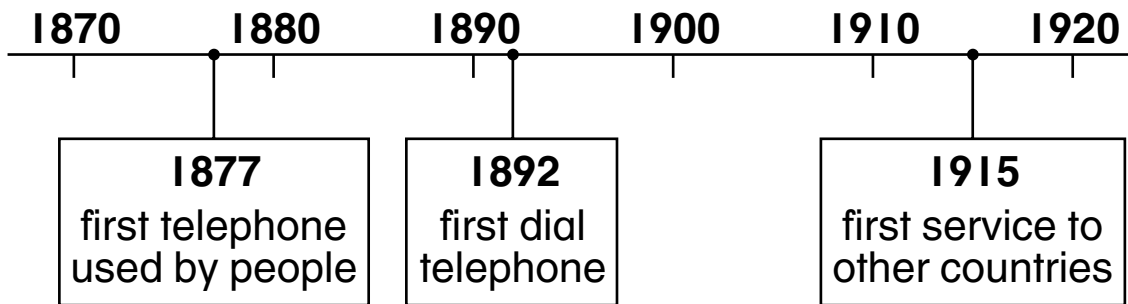 1870 1880 1890 1900 1910 1920
1877
first telephone
used by people
1892
first dial
telephone
1915
first service to
other countries